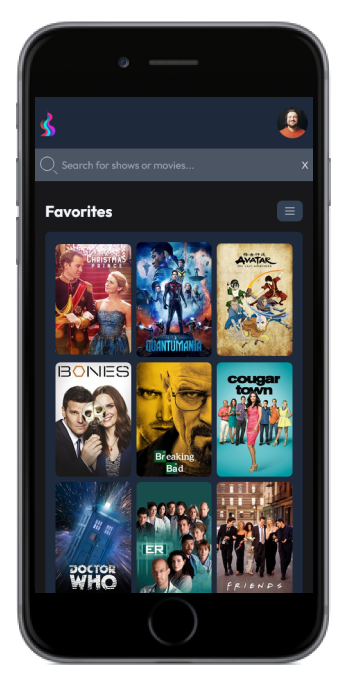 Search for shows or movies...
X
Favorites
CHRISTMAS
PRINCE
QUANTUMANIA
AVATAR
BONES
Breaking
Bad
cougar
town
DOCTOR
WHO
ER
FRIENDS